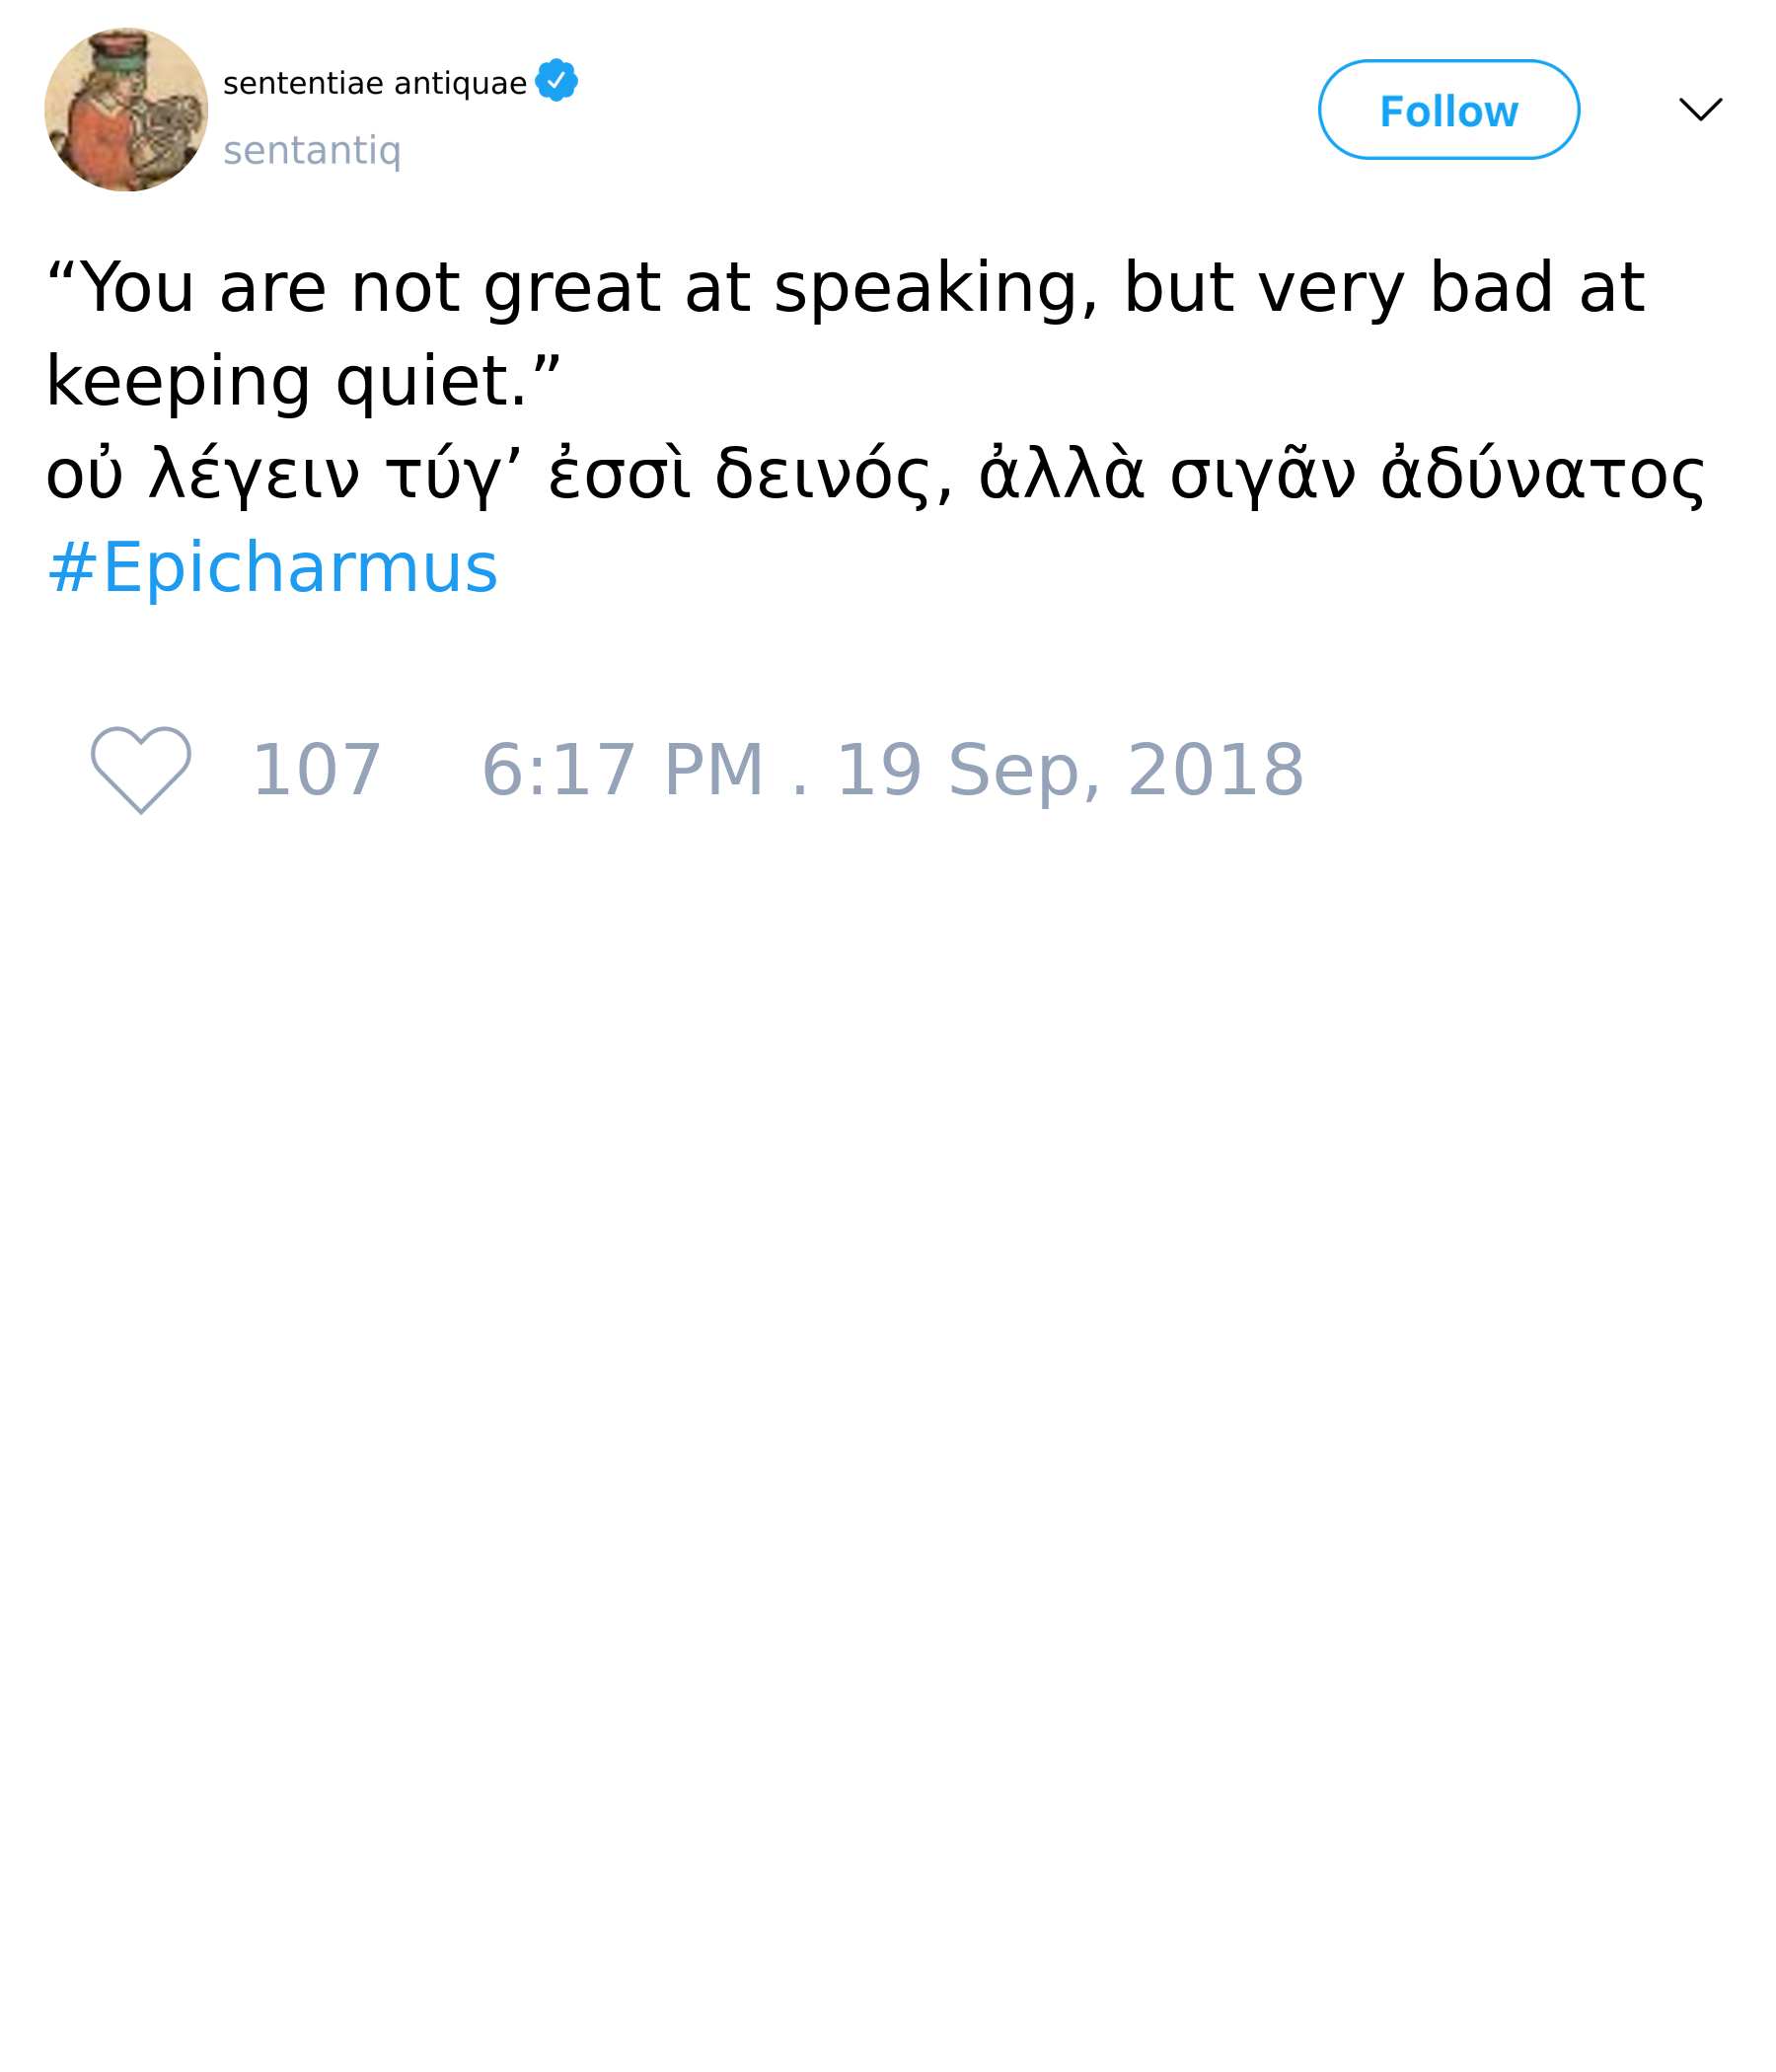 sententiae antiquae
sentantiq
Follow
“You are not great at speaking, but very bad at
keeping quiet.”
οὐ λέγειν τύγ’ ἐσσὶ δεινός, ἀλλὰ σιγᾶν ἀδύνατος
#Epicharmus
107 6:17 PM . 19 Sep, 2018